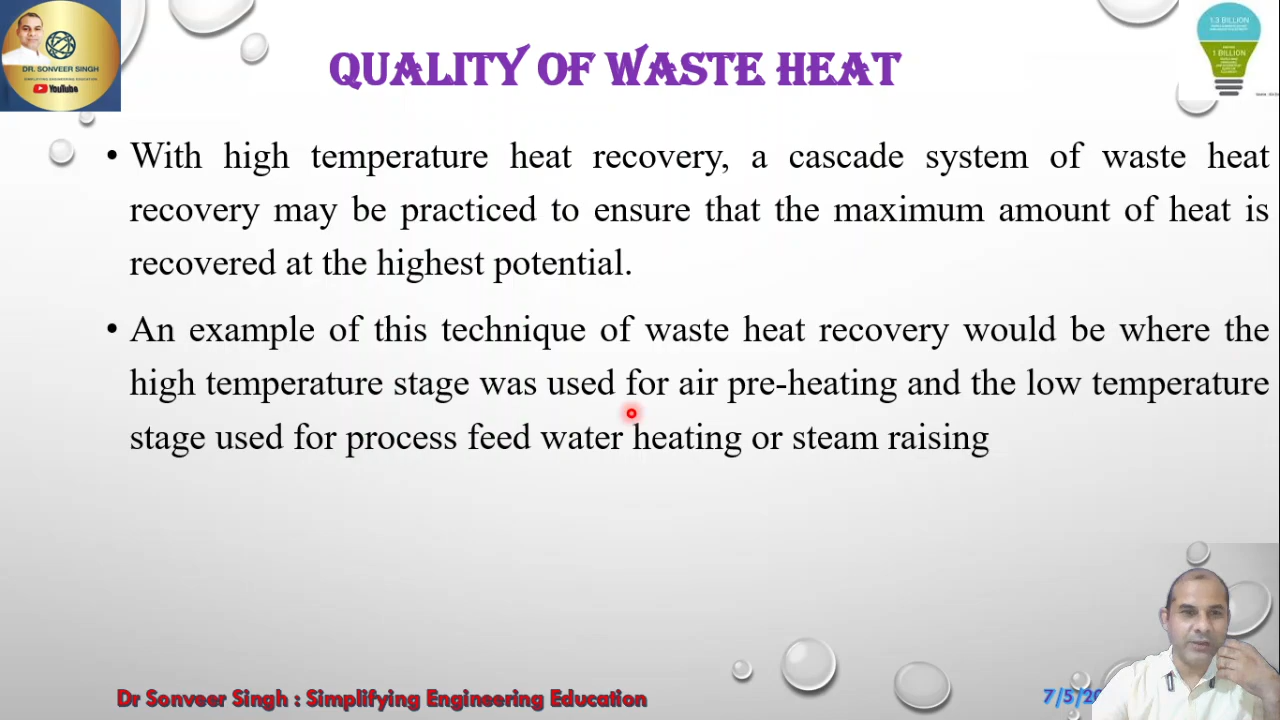 DR. SONVEER SINGH
SIMPLIFYING ENGINEERING EDUCATION
YouTube
QUALITY OF WASTE HEAT
1.3 BILLION
1 BILLION
• With high temperature heat recovery, a cascade system of waste heat
recovery may be practiced to ensure that the maximum amount of heat is
recovered at the highest potential.
• An example of this technique of waste heat recovery would be where the
high temperature stage was used for air pre-heating and the low temperature
stage used for process feed water heating or steam raising
Dr Sonveer Singh : Simplifying Engineering Education
7/5/20